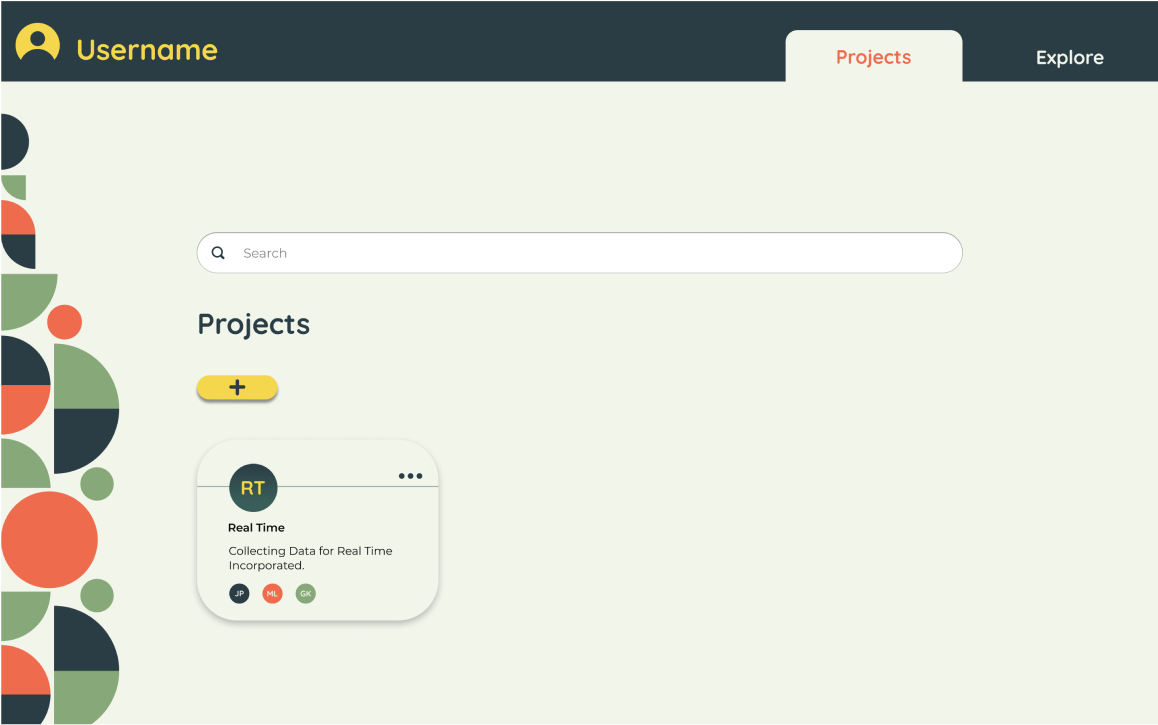 Username
Projects
Explore
Search
Projects
+
RT
Real Time
Collecting Data for Real Time
Incorporated.
JP ML GK